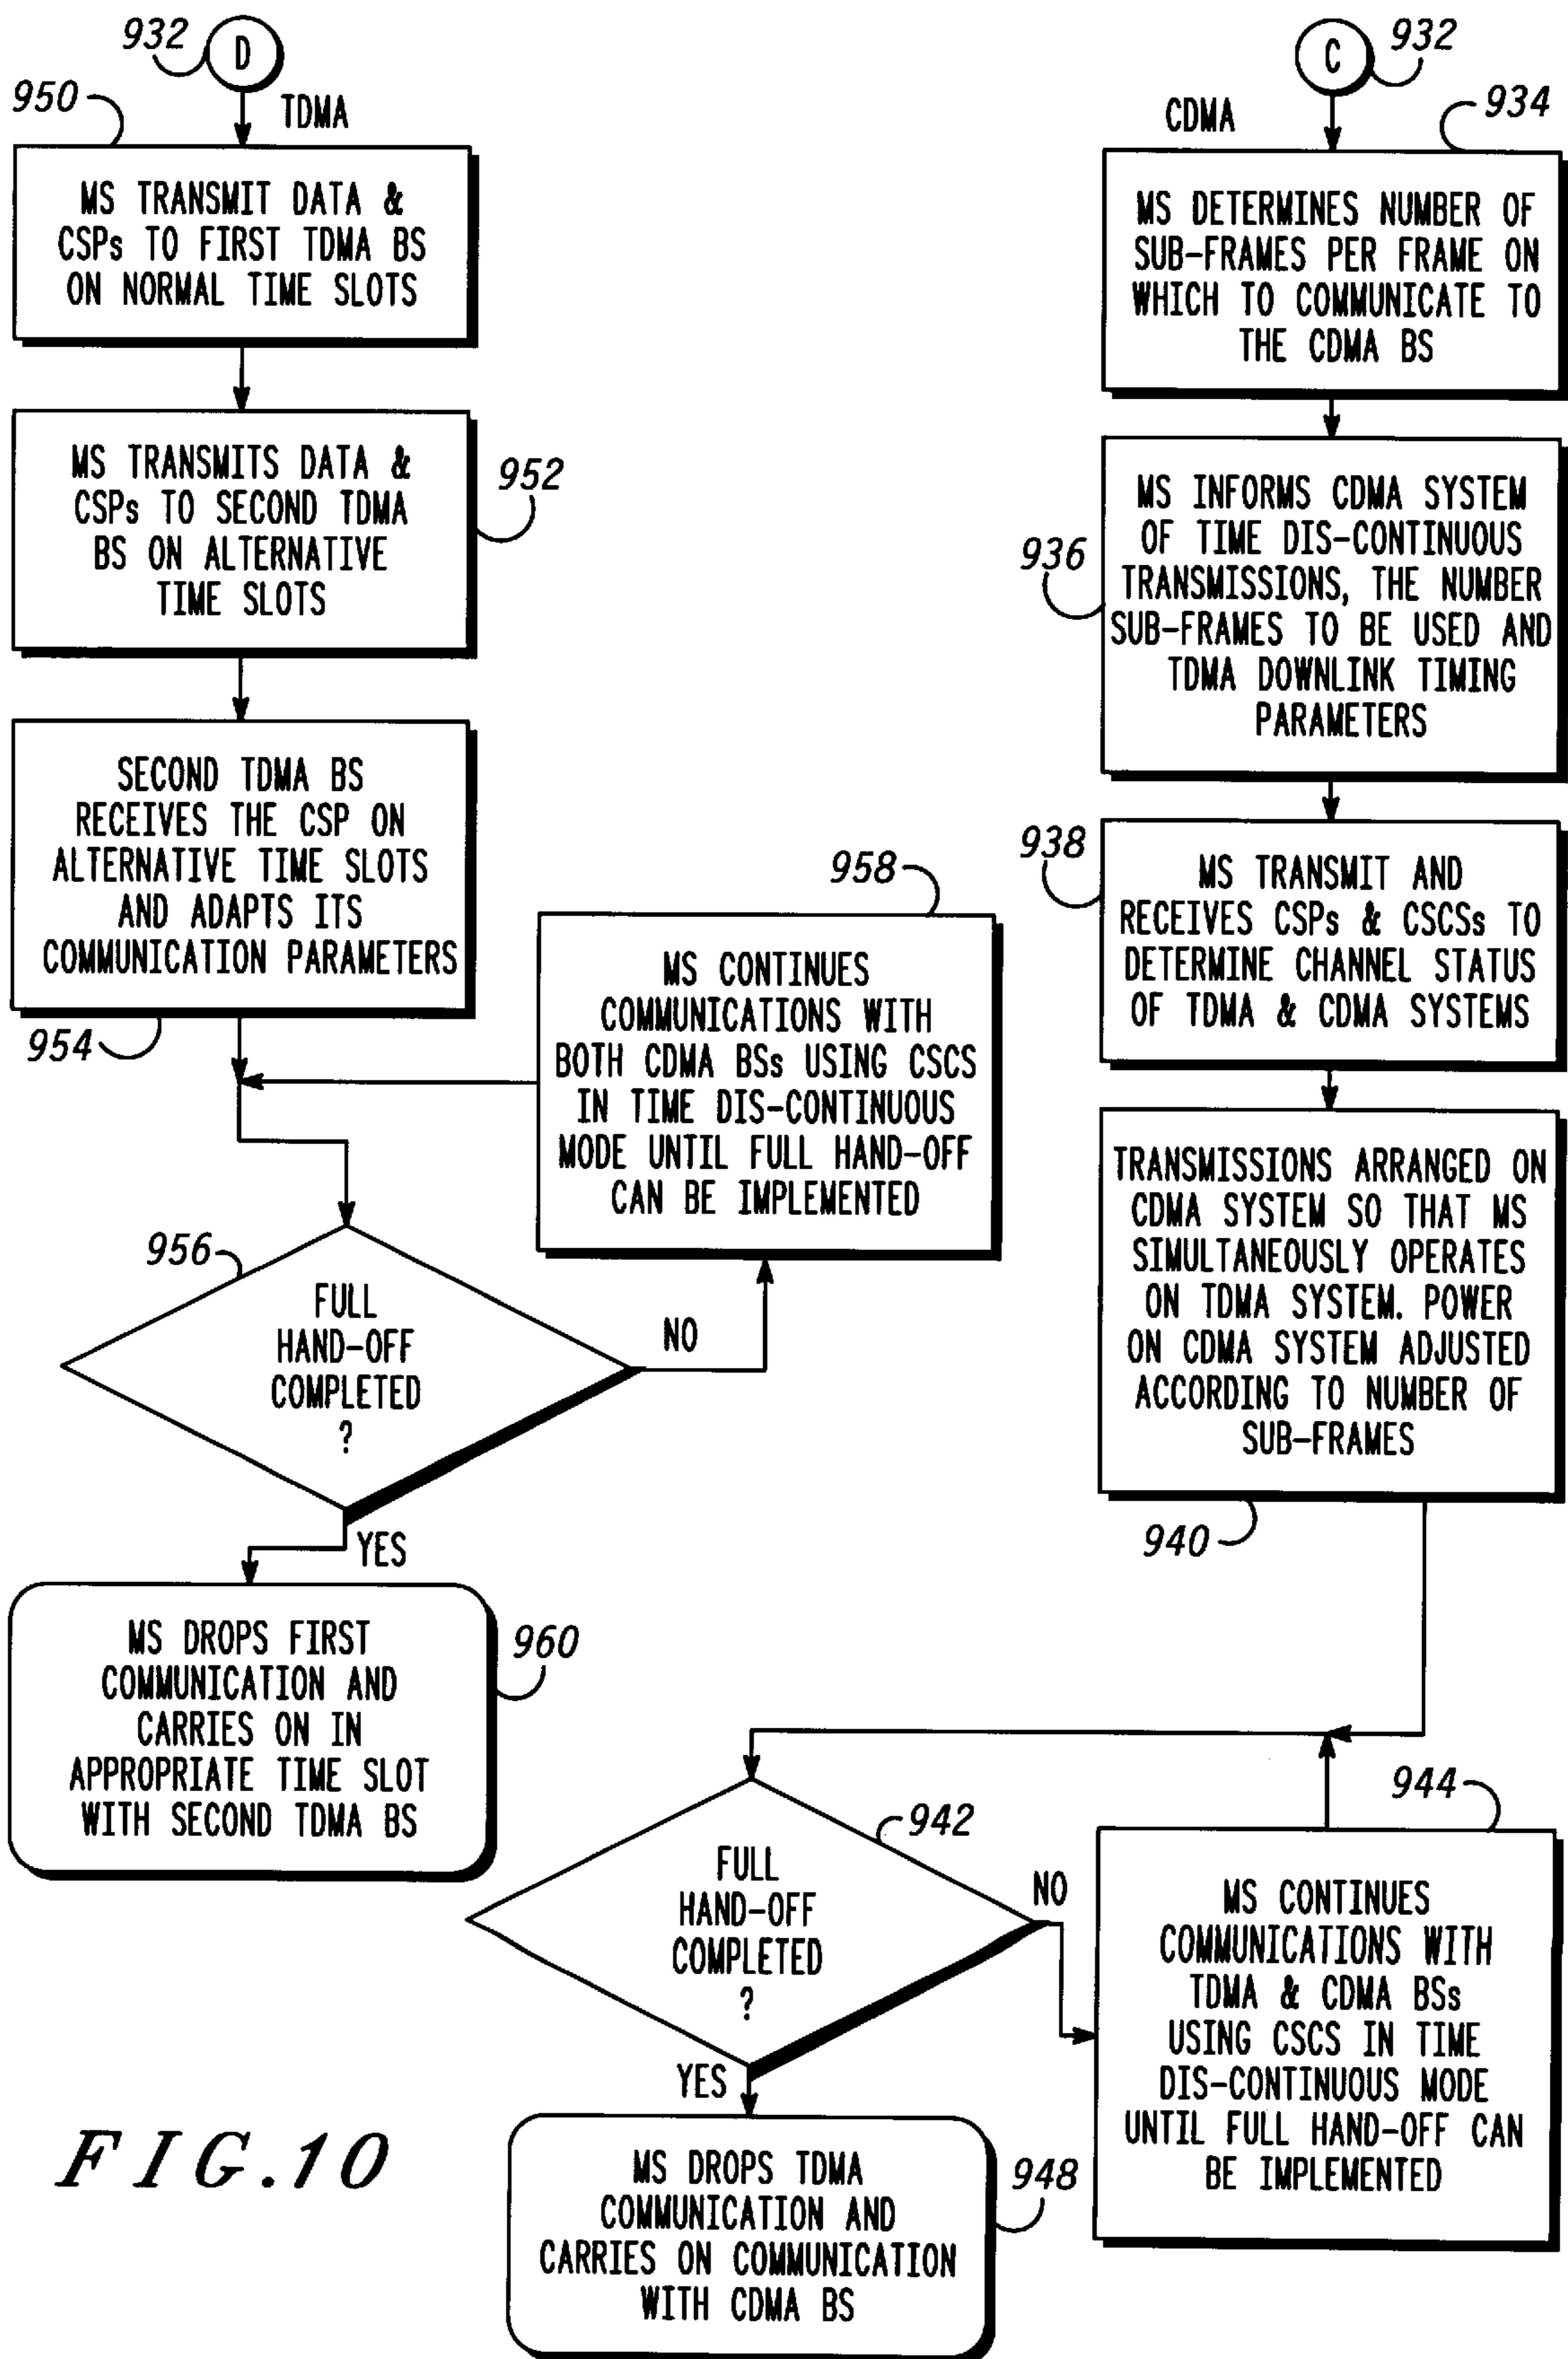 932
D
950
TDMA
MS TRANSMIT DATA &
CSPs TO FIRST TDMA BS
ON NORMAL TIME SLOTS
MS TRANSMITS DATA &
CSPs TO SECOND TDMA
BS ON ALTERNATIVE
TIME SLOTS
952
SECOND TDMA BS
RECEIVES THE CSP ON
ALTERNATIVE TIME SLOTS
AND ADAPTS ITS
COMMUNICATION PARAMETERS
954
958
MS CONTINUES
COMMUNICATIONS WITH
BOTH CDMA BSs USING CSCS
IN TIME DIS-CONTINUOUS
MODE UNTIL FULL HAND-OFF
CAN BE IMPLEMENTED
956
FULL
HAND-OFF
COMPLETED
?
NO
YES
MS DROPS FIRST
COMMUNICATION AND
CARRIES ON IN
APPROPRIATE TIME SLOT
WITH SECOND TDMA BS
960
C
932
CDMA
934
MS DETERMINES NUMBER OF
SUB-FRAMES PER FRAME ON
WHICH TO COMMUNICATE TO
THE CDMA BS
936
MS INFORMS CDMA SYSTEM
OF TIME DIS-CONTINUOUS
TRANSMISSIONS, THE NUMBER
SUB-FRAMES TO BE USED AND
TDMA DOWNLINK TIMING
PARAMETERS
938
MS TRANSMIT AND
RECEIVES CSPs & CSCSs TO
DETERMINE CHANNEL STATUS
OF TDMA & CDMA SYSTEMS
TRANSMISSIONS ARRANGED ON
CDMA SYSTEM SO THAT MS
SIMULTANEOUSLY OPERATES
ON TDMA SYSTEM. POWER
ON CDMA SYSTEM ADJUSTED
ACCORDING TO NUMBER OF
SUB-FRAMES
940
942
FULL
HAND-OFF
COMPLETED
?
NO
YES
944
MS CONTINUES
COMMUNICATIONS WITH
TDMA & CDMA BSs
USING CSCS IN TIME
DIS-CONTINUOUS MODE
UNTIL FULL HAND-OFF CAN
BE IMPLEMENTED
MS DROPS TDMA
COMMUNICATION AND
CARRIES ON COMMUNICATION
WITH CDMA BS
948
FIG.10